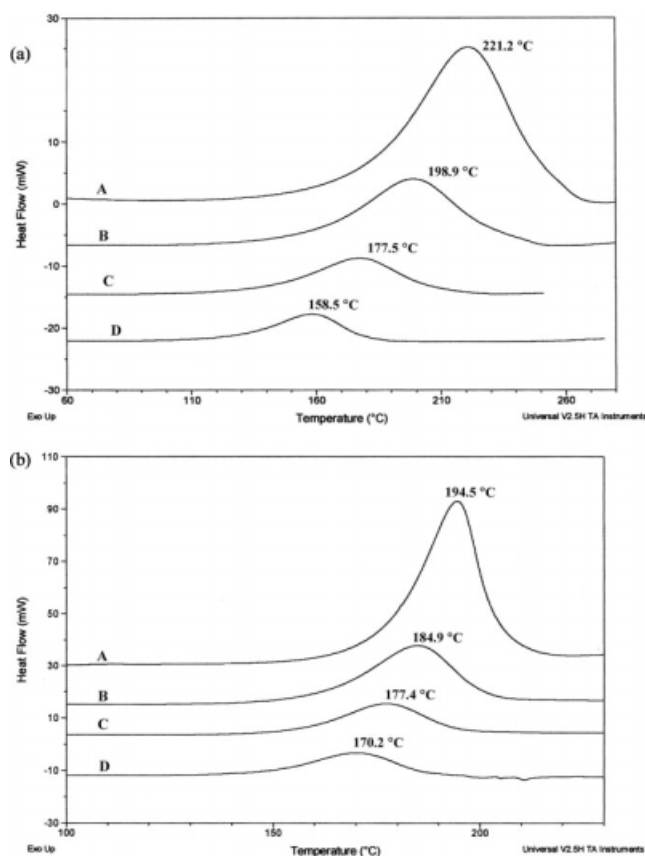 (a)
30
10
0
-10
-20
-30
Heat Flow (mW)
221.2 °C
A
198.9 °C
B
177.5 °C
C
158.5 °C
D
60
110
160
210
260
Exo Up
Temperature (°C)
Universal V2.5H TA Instruments
(b)
110
90
70
50
30
10
-10
-30
Heat Flow (mW)
194.5 °C
A
184.9 °C
B
177.4 °C
C
170.2 °C
D
100
150
200
Exo Up
Temperature (°C)
Universal V2.5H TA Instruments